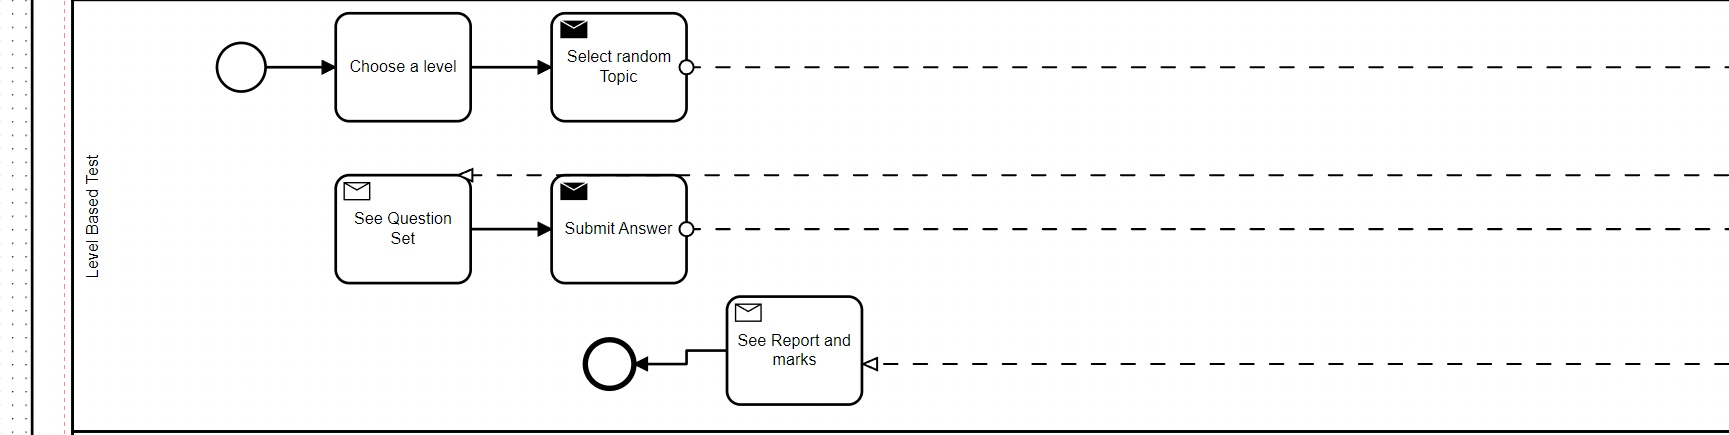 Level Based Test
Choose a level
Select random
Topic
See Question
Set
Submit Answer
See Report and
marks